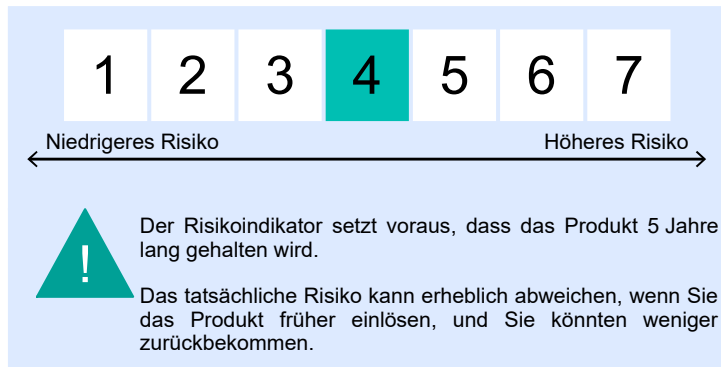 1 2 3 4 5 6 7
Niedrigeres Risiko Höheres Risiko
!
Der Risikoindikator setzt voraus, dass das Produkt 5 Jahre
lang gehalten wird.
Das tatsächliche Risiko kann erheblich abweichen, wenn Sie
das Produkt früher einlösen, und Sie könnten weniger
zurückbekommen.